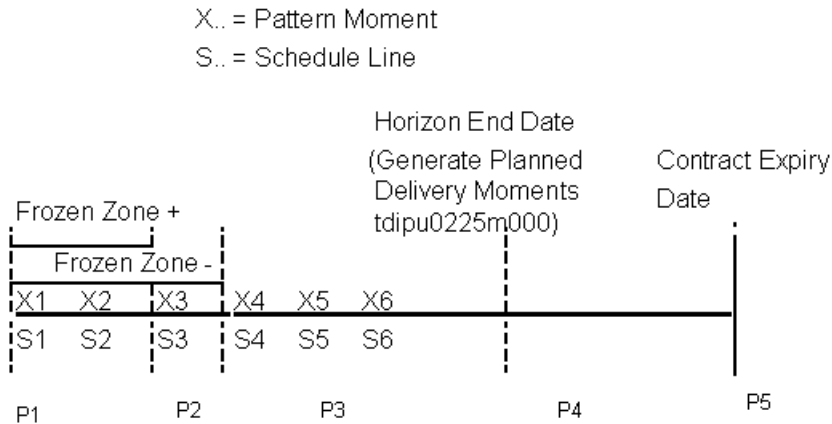 X.. = Pattern Moment
S.. = Schedule Line
Horizon End Date
(Generate Planned
Delivery Moments
tdipu0225m000)
Contract Expiry
Date
Frozen Zone +
Frozen Zone -
X1 X2 X3 X4 X5 X6
S1 S2 S3 S4 S5 S6
P1 P2 P3 P4 P5